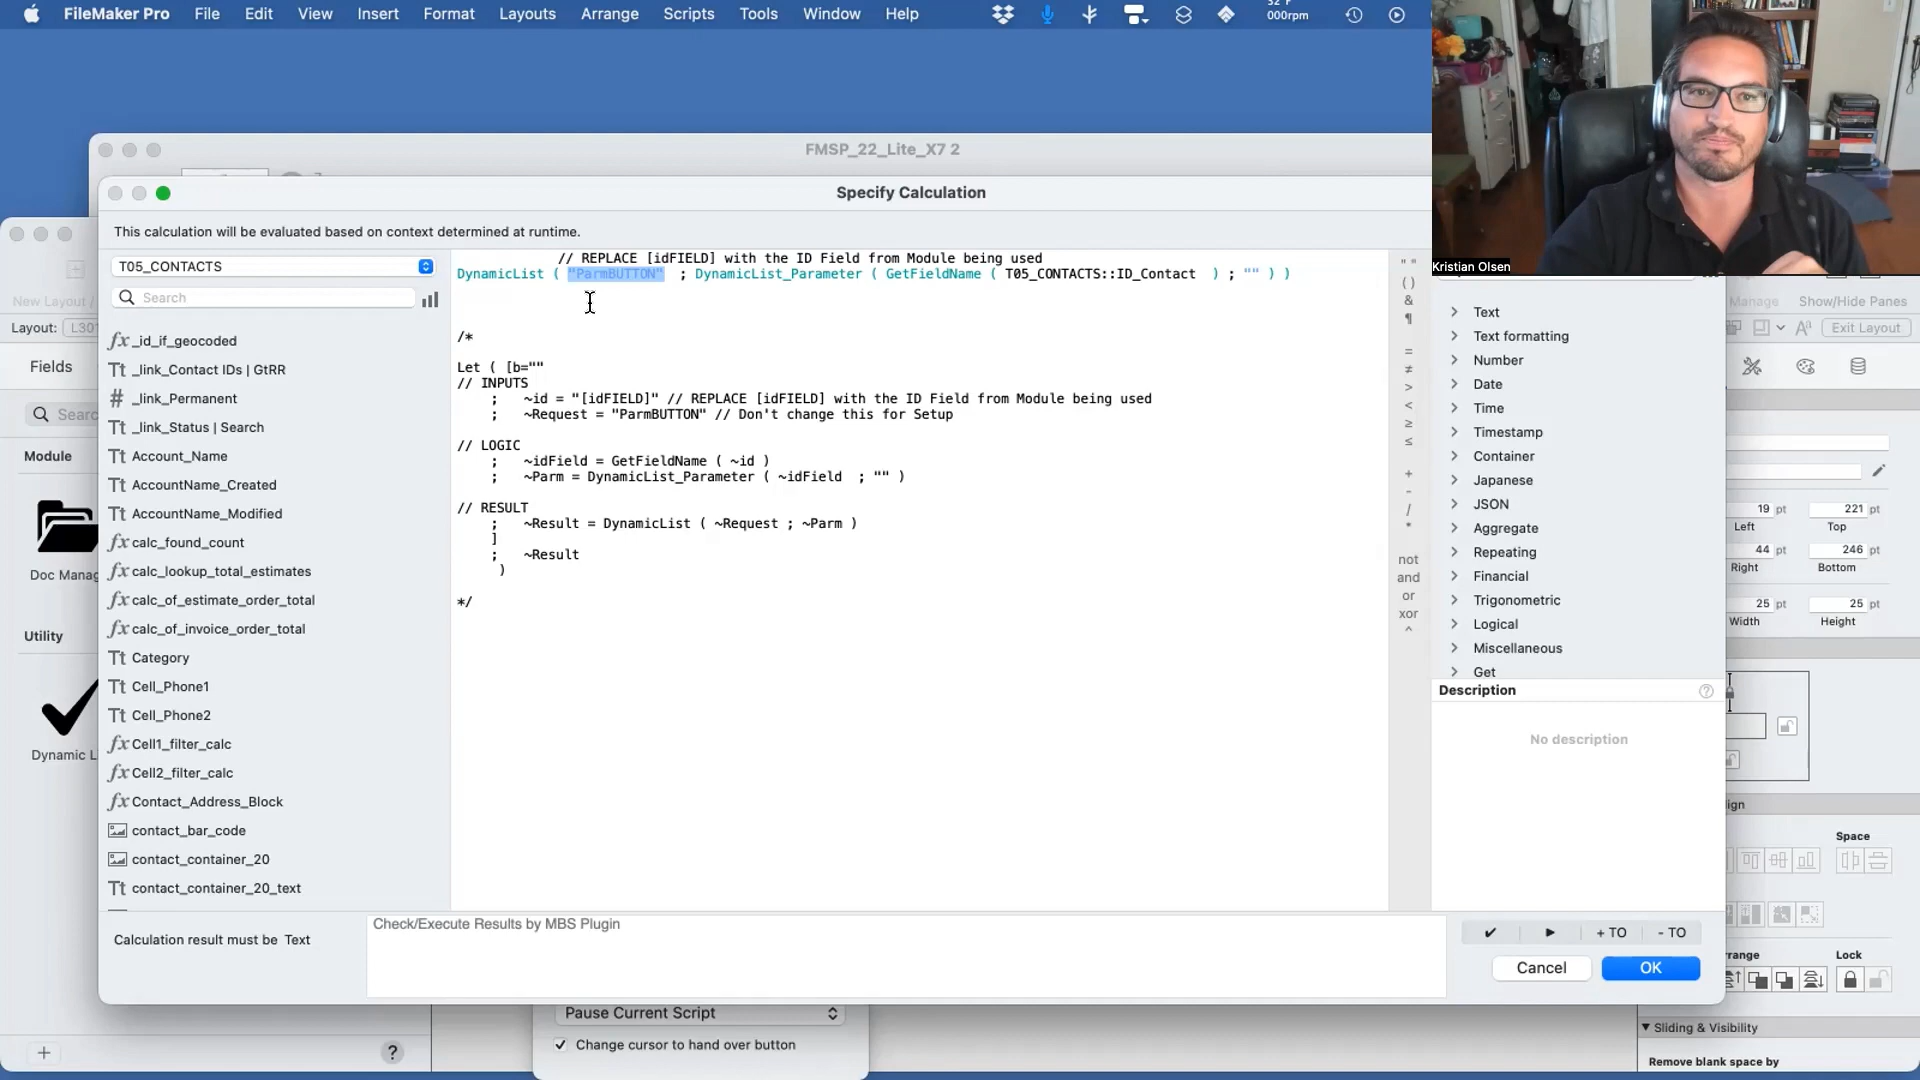 FileMaker Pro File Edit View Insert Format Layouts Arrange Scripts Tools Window Help
000rpm
FMSP_22_Lite_X7 2
Specify Calculation
This calculation will be evaluated based on context determined at runtime.
T05_CONTACTS
Search
_id_if_geocoded
_link_Contact IDs | GtRR
_link_Permanent
_link_Status | Search
Account_Name
AccountName_Created
AccountName_Modified
calc_found_count
calc_lookup_total_estimates
calc_of_estimate_order_total
calc_of_invoice_order_total
Category
Cell_Phone1
Cell_Phone2
Cell1_filter_calc
Cell2_filter_calc
Contact_Address_Block
contact_bar_code
contact_container_20
contact_container_20_text
// REPLACE [idFIELD] with the ID Field from Module being used
DynamicList ( "ParmBUTTON" ; DynamicList_Parameter ( GetFieldName ( T05_CONTACTS::ID_Contact ) ; "" ) )
/*
Let ( [b=""
// INPUTS
; ~id = "[idFIELD]" // REPLACE [idFIELD] with the ID Field from Module being used
; ~Request = "ParmBUTTON" // Don't change this for Setup
// LOGIC
; ~idField = GetFieldName ( ~id )
; ~Parm = DynamicList_Parameter ( ~idField ; "" )
// RESULT
; ~Result = DynamicList ( ~Request ; ~Parm )
]
; ~Result
)
*/
" "
( )
&
¶
=
≠
>
<
≥
≤
+
-
/
*
not
and
or
xor
^
Text
Text formatting
Number
Date
Time
Timestamp
Container
Japanese
JSON
Aggregate
Repeating
Financial
Trigonometric
Logical
Miscellaneous
Get
Description
No description
Calculation result must be Text
Check/Execute Results by MBS Plugin
+ TO - TO
Cancel OK
Kristian Olsen
New Layout /
Layout: L301
Fields
Module
Doc Manag
Utility
Dynamic L
Manage Show/Hide Panes
Exit Layout
19 pt 221 pt
Left Top
44 pt 246 pt
Right Bottom
25 pt 25 pt
Width Height
Space
Lock
Sliding & Visibility
Remove blank space by
Pause Current Script
Change cursor to hand over button
+
?